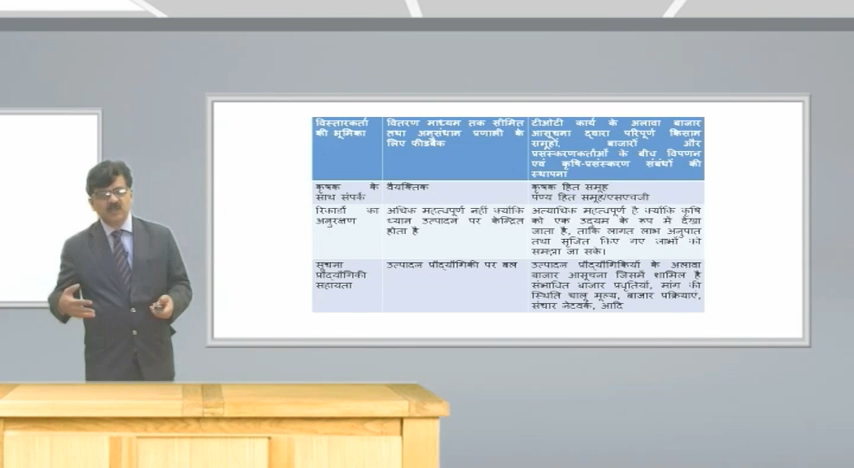 विस्तारकर्ता की भूमिका
वितरण माध्यम तक सीमित तथा अनुसंधान प्रणाली के लिए फीडबैक
टीओटी कार्य के अलावा बाजार आसूचना द्वारा परिपूर्ण किसान समूहों, बाजारों और प्रसंस्करणकर्ताओं के बीच विपणन एवं कृषि-प्रसंस्करण संबंधों की स्थापना
कृषक के साथ संपर्क
वैयक्तिक
कृषक हित समूह
पण्य हित समूह/एसएचजी
रिकार्डों का अनुरक्षण
अधिक महत्वपूर्ण नहीं क्योंकि ध्यान उत्पादन पर केन्द्रित होता है
अत्याधिक महत्वपूर्ण है क्योंकि कृषि को एक उद्यम के रूप में देखा जाता है, ताकि लागत लाभ अनुपात तथा सृजित किए गए लाभों को समझा जा सके।
सूचना प्रौद्योगिकी सहायता
उत्पादन प्रौद्योगिकी पर बल
उत्पादन प्रौद्योगिकियों के अलावा बाजार आसूचना जिसमें शामिल है संभावित बाजार प्रवृतियां, मांग की स्थिति चालू मूल्य, बाजार प्रक्रियाएं, संचार नेटवर्क, आदि